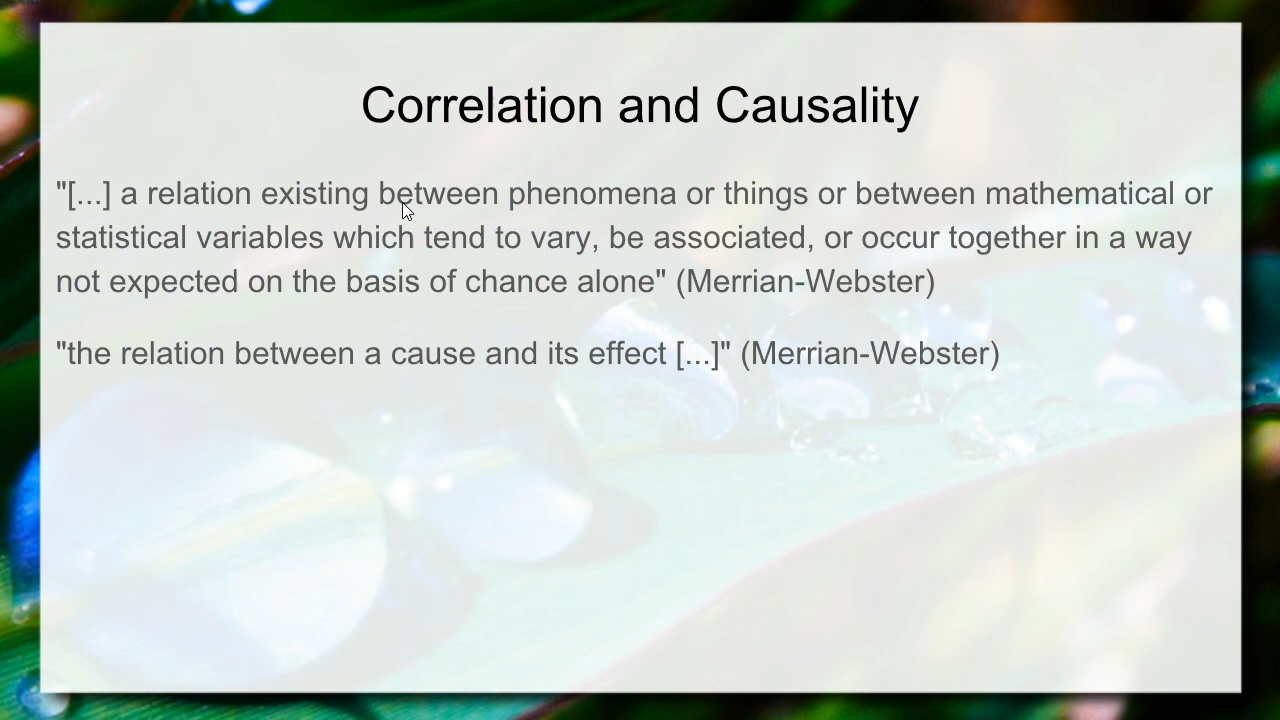 Correlation and Causality
"[...] a relation existing between phenomena or things or between mathematical or
statistical variables which tend to vary, be associated, or occur together in a way
not expected on the basis of chance alone" (Merrian-Webster)
"the relation between a cause and its effect [...]" (Merrian-Webster)